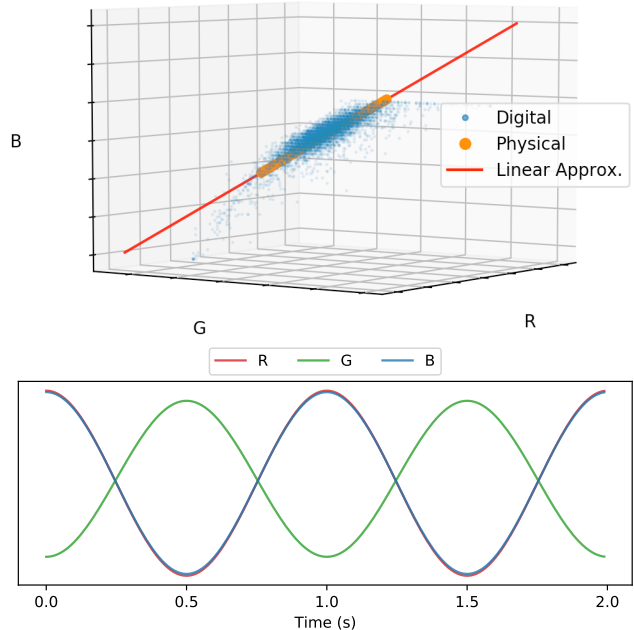 B
Digital
Physical
Linear Approx.
G
R
R G B
0.0 0.5 1.0 1.5 2.0
Time (s)